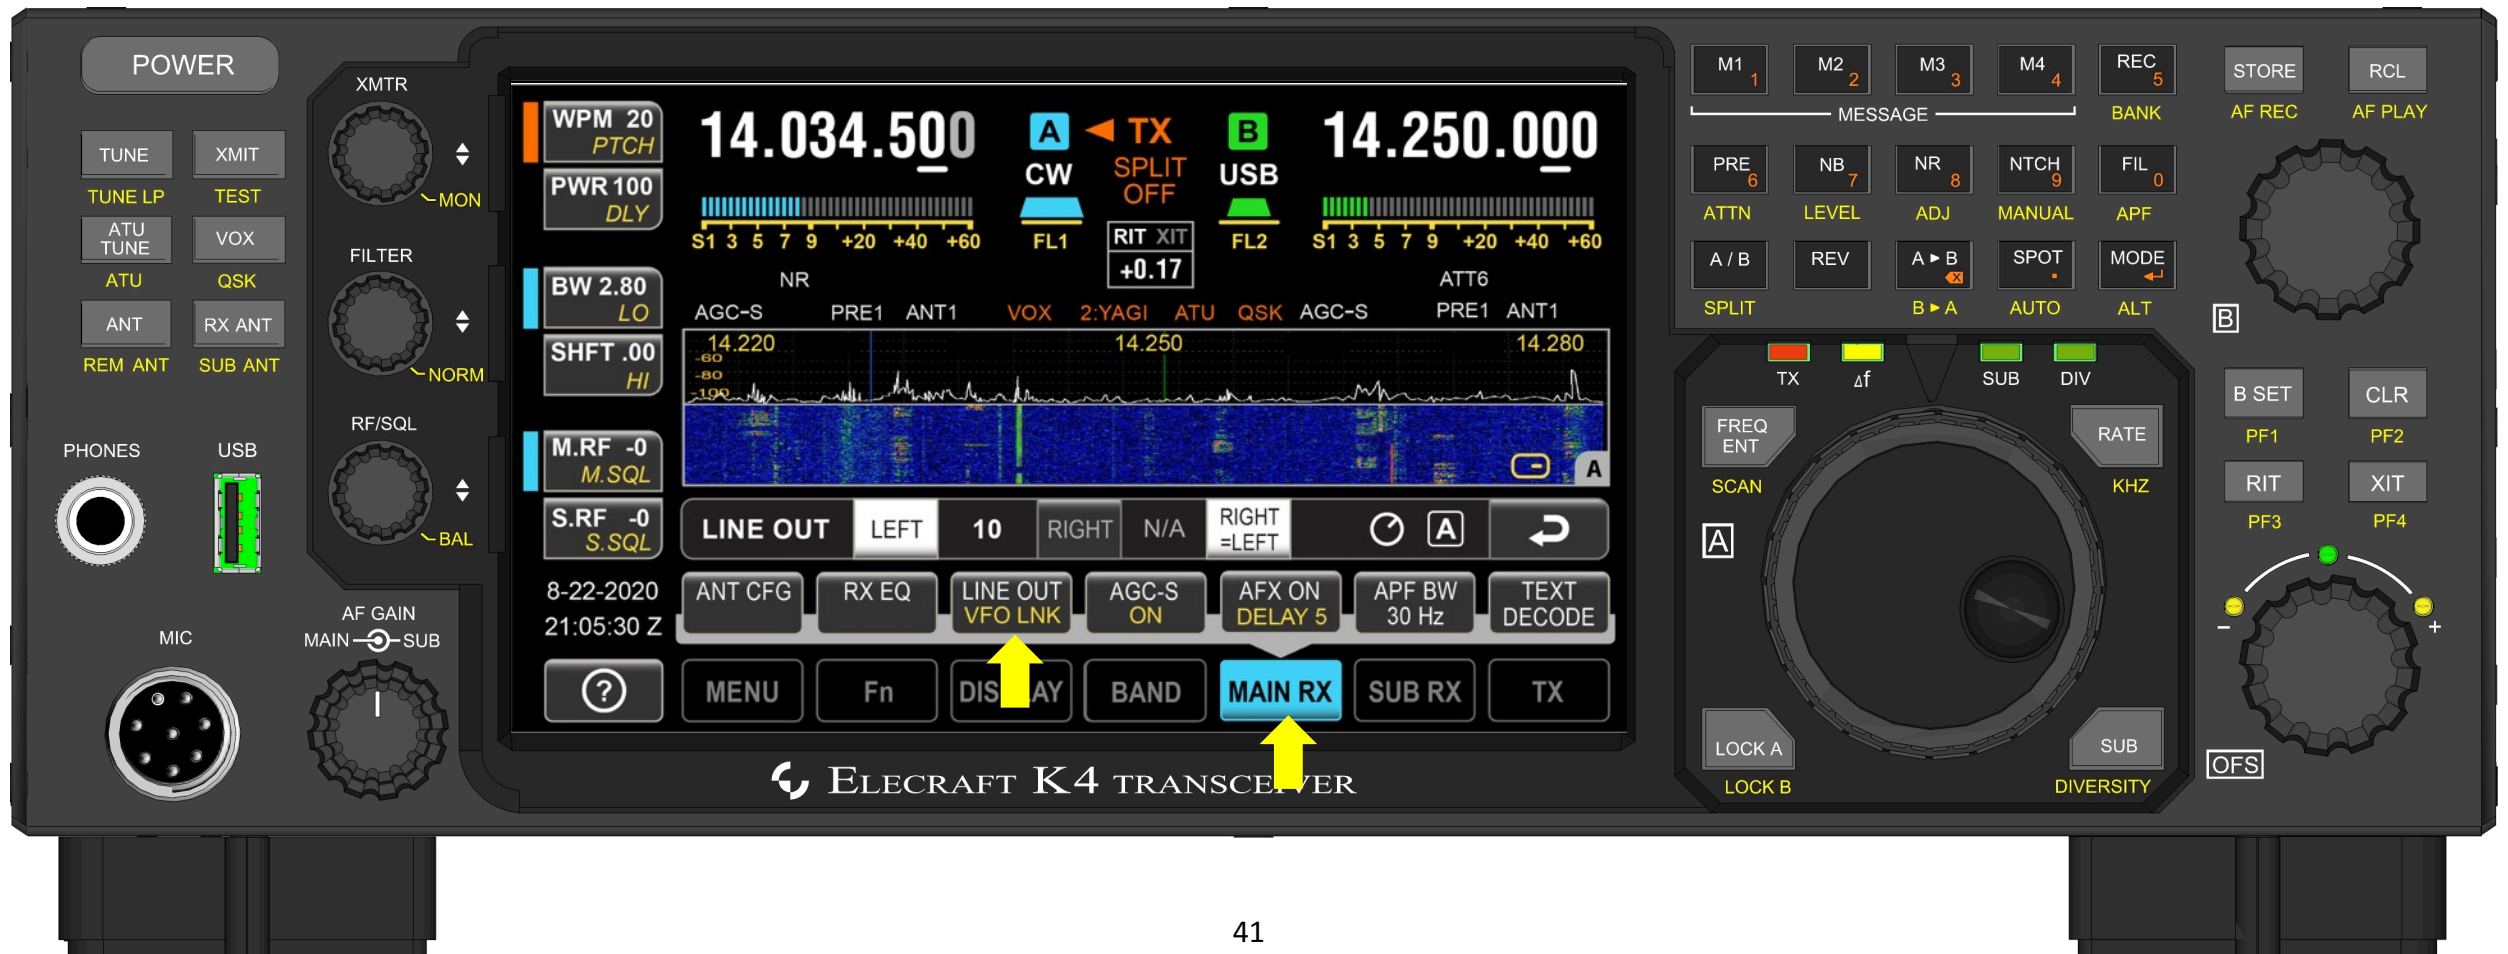 POWER
TUNE
XMIT
TUNE LP
TEST
ATU
TUNE
VOX
ATU
QSK
ANT
RX ANT
REM ANT
SUB ANT
PHONES
USB
MIC
XMTR
MON
FILTER
NORM
RF/SQL
BAL
AF GAIN
MAIN
SUB
WPM 20
PTCH
PWR 100
DLY
BW 2.80
LO
SHFT .00
HI
M.RF -0
M.SQL
S.RF -0
S.SQL
8-22-2020
21:05:30 Z
?
14.034.500
A
TX
B
14.250.000
CW
SPLIT
OFF
USB
S1 3 5 7 9 +20 +40 +60
FL1
RIT XIT
+0.17
FL2
S1 3 5 7 9 +20 +40 +60
NR
ATT6
AGC-S PRE1 ANT1 VOX 2:YAGI ATU QSK AGC-S PRE1 ANT1
14.220 14.250 14.280
-60
-80
-100
A
LINE OUT LEFT 10 RIGHT N/A RIGHT
=LEFT
A
ANT CFG
RX EQ
LINE OUT
VFO LNK
AGC-S
ON
AFX ON
DELAY 5
APF BW
30 Hz
TEXT
DECODE
MENU
Fn
BAND
MAIN RX
SUB RX
TX
ELECRAFT K4 TRANSCEIVER
M1 1
M2 2
M3 3
M4 4
REC 5
MESSAGE
BANK
PRE 6
NB 7
NR 8
NTCH 9
FIL 0
ATTN
LEVEL
ADJ
MANUAL
APF
A / B
REV
A ▸ B
SPOT
MODE
SPLIT
B ▸ A
AUTO
ALT
TX
Δf
SUB
DIV
FREQ
ENT
SCAN
RATE
KHZ
A
LOCK A
LOCK B
SUB
DIVERSITY
STORE
RCL
AF REC
AF PLAY
B
B SET
CLR
PF1
PF2
RIT
XIT
PF3
PF4
−
+
OFS
41